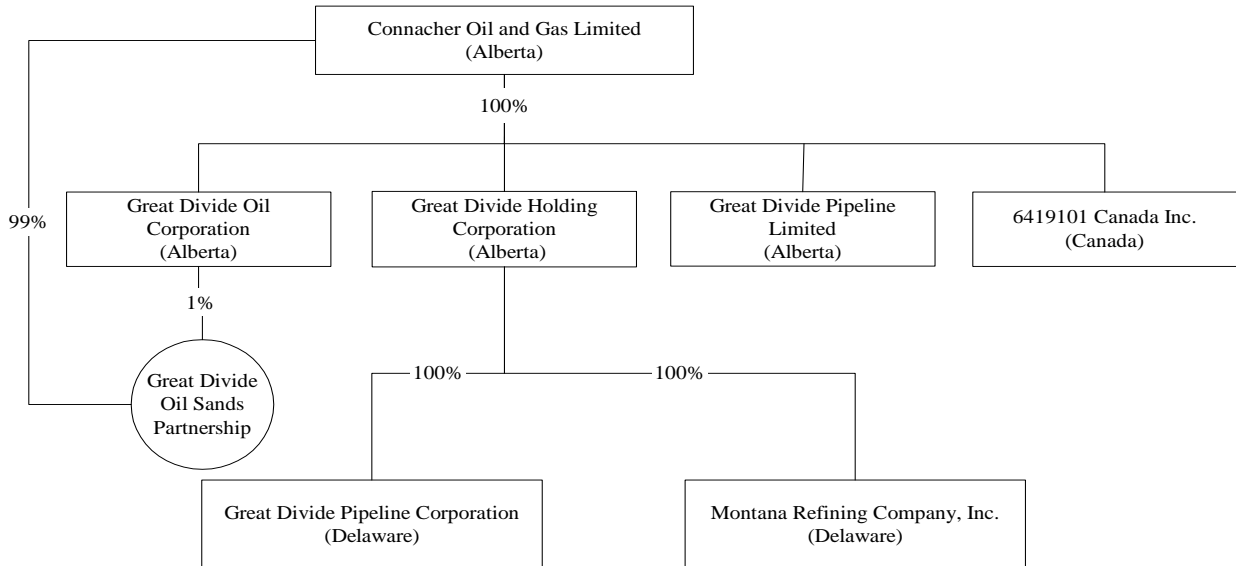 Connacher Oil and Gas Limited
(Alberta)
100%
Great Divide Oil
Corporation
(Alberta)
Great Divide Holding
Corporation
(Alberta)
Great Divide Pipeline
Limited
(Alberta)
6419101 Canada Inc.
(Canada)
99%
1%
Great Divide
Oil Sands
Partnership
100%
100%
Great Divide Pipeline Corporation
(Delaware)
Montana Refining Company, Inc.
(Delaware)